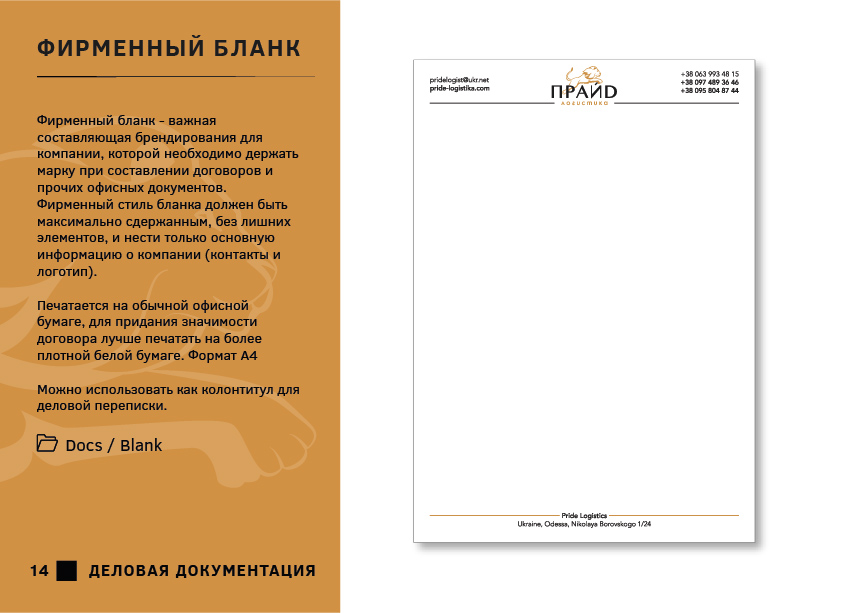 ФИРМЕННЫЙ БЛАНК
Фирменный бланк - важная
составляющая брендирования для
компании, которой необходимо держать
марку при составлении договоров и
прочих офисных документов.
Фирменный стиль бланка должен быть
максимально сдержанным, без лишних
элементов, и нести только основную
информацию о компании (контакты и
логотип).
Печатается на обычной офисной
бумаге, для придания значимости
договора лучше печатать на более
плотной белой бумаге. Формат А4
Можно использовать как колонтитул для
деловой переписки.
Docs / Blank
14 ДЕЛОВАЯ ДОКУМЕНТАЦИЯ
pridelogist@ukr.net
pride-logistika.com
ПРАЙD
логистика
+38 063 993 48 15
+38 097 489 36 46
+38 095 804 87 44
Pride Logistics
Ukraine, Odessa, Nikolaya Borovskogo 1/24